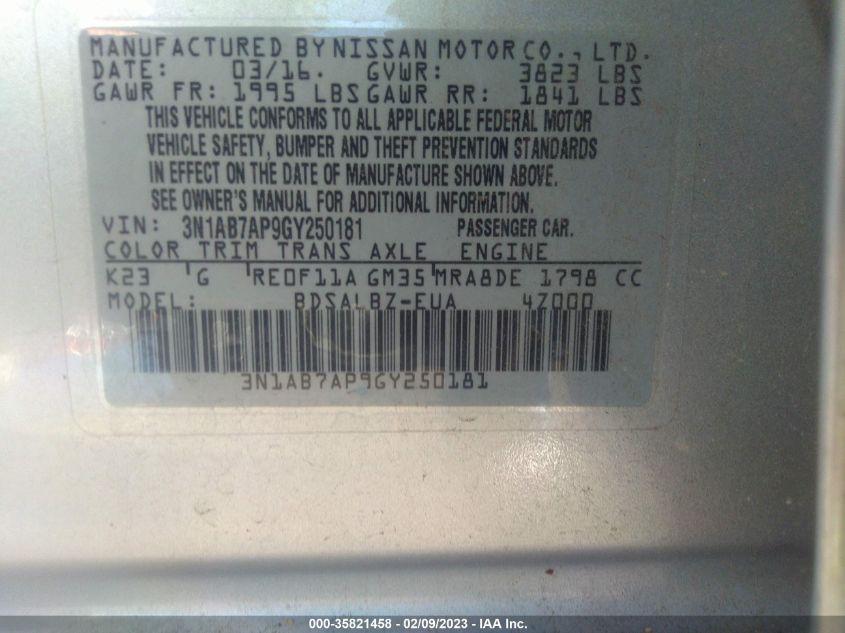 MANUFACTURED BY NISSAN MOTOR CO., LTD.
DATE: 03/16. GVWR: 3823 LBS
GAWR FR: 1995 LBS GAWR RR: 1841 LBS
THIS VEHICLE CONFORMS TO ALL APPLICABLE FEDERAL MOTOR
VEHICLE SAFETY, BUMPER AND THEFT PREVENTION STANDARDS
IN EFFECT ON THE DATE OF MANUFACTURE SHOWN ABOVE.
SEE OWNER'S MANUAL FOR ADDITIONAL INFORMATION.
VIN: 3N1AB7AP9GY250181 PASSENGER CAR.
COLOR TRIM TRANS AXLE ENGINE
K23 'G RE0F11A GM35'MRA8DE 1798 CC
MODEL: BDSALBZ-EUA 4Z000
3N1AB7AP9GY250181
000-35821458 - 02/09/2023 - IAA Inc.